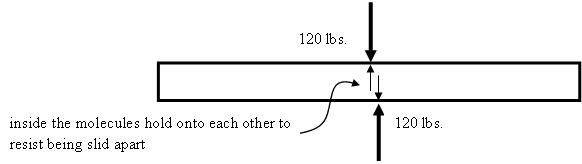 120 lbs.
inside the molecules hold onto each other to
resist being slid apart
120 lbs.